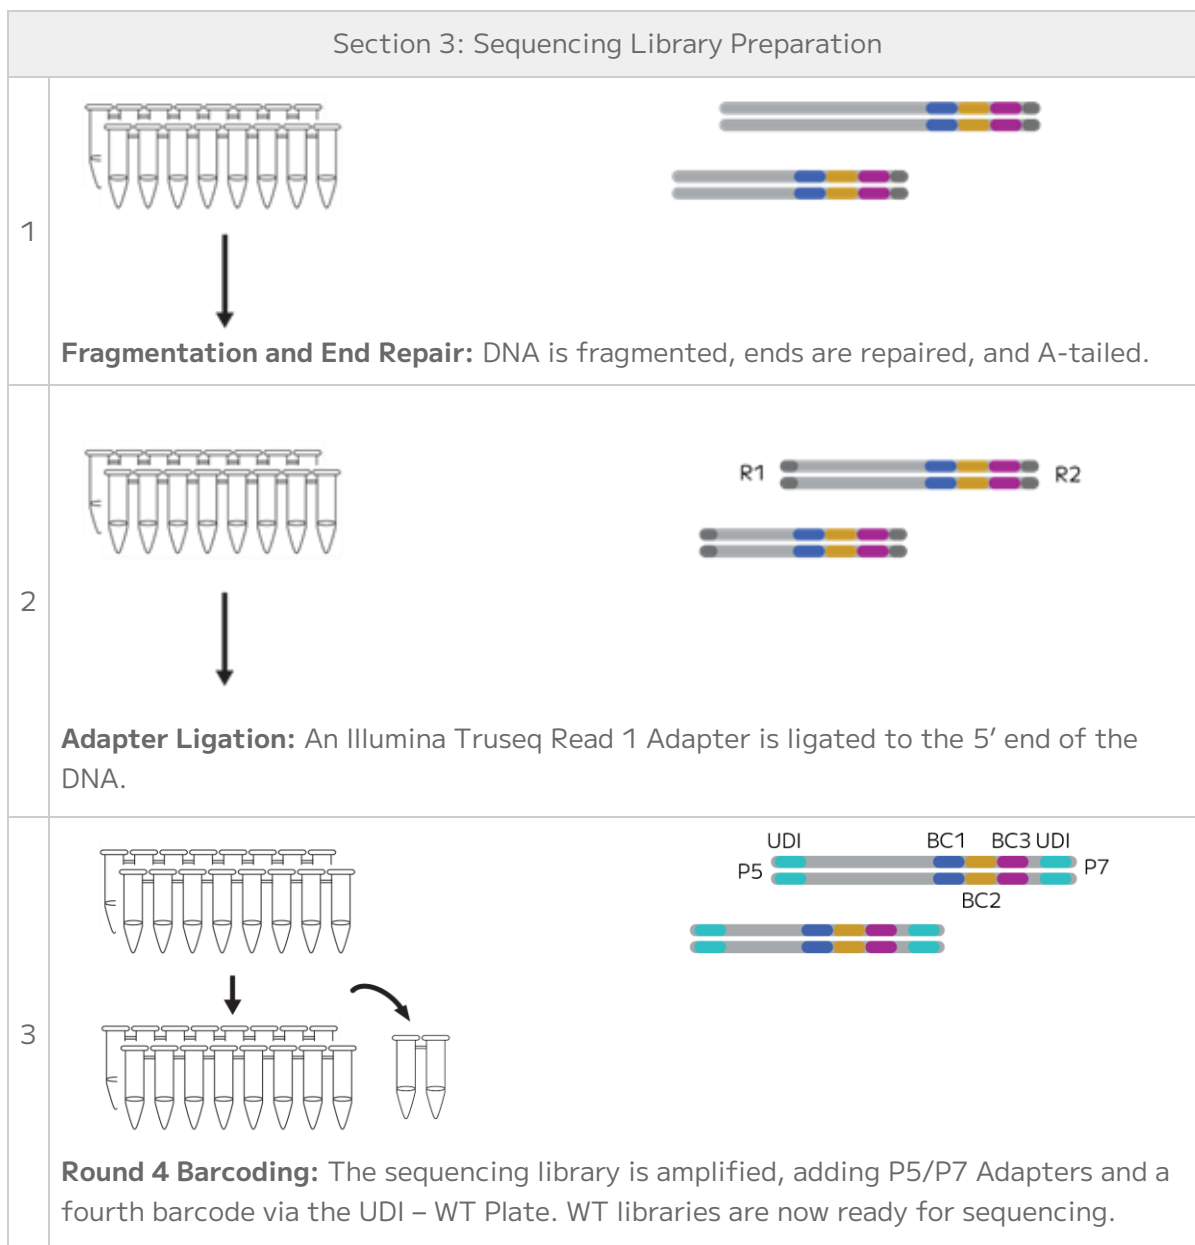 Section 3: Sequencing Library Preparation
1
Fragmentation and End Repair: DNA is fragmented, ends are repaired, and A-tailed.
2
R1
R2
Adapter Ligation: An Illumina Truseq Read 1 Adapter is ligated to the 5′ end of the
DNA.
3
UDI
BC1
BC3 UDI
P5
P7
BC2
Round 4 Barcoding: The sequencing library is amplified, adding P5/P7 Adapters and a
fourth barcode via the UDI – WT Plate. WT libraries are now ready for sequencing.